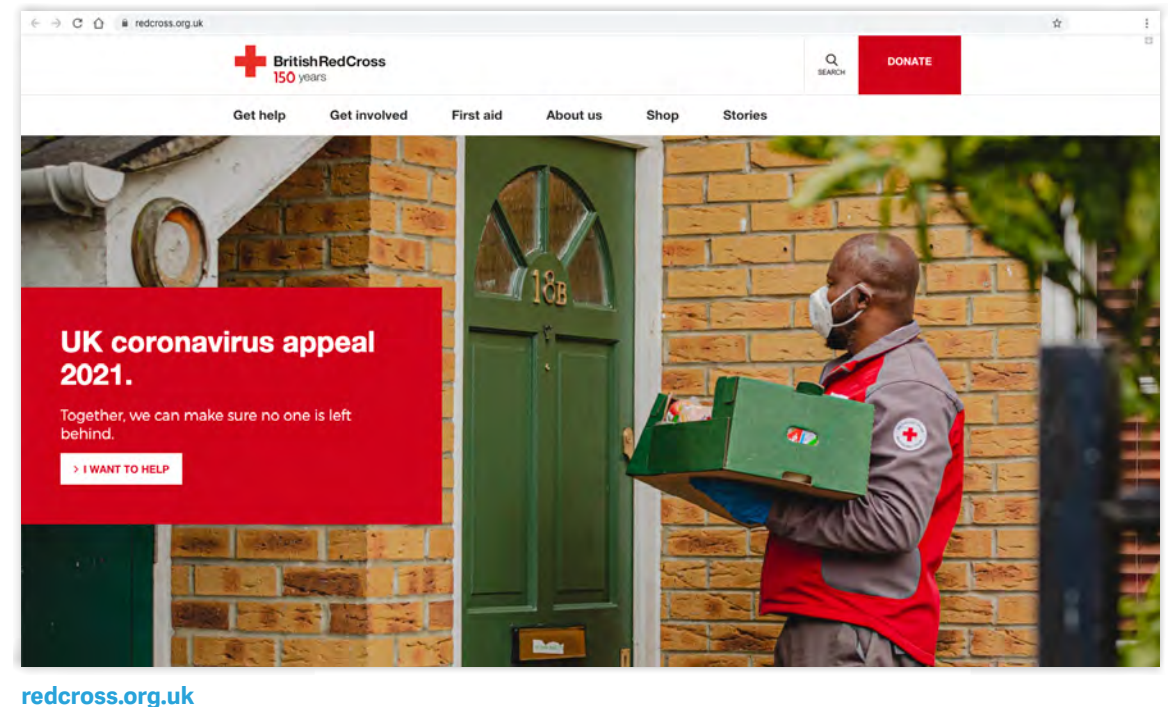 redcross.org.uk
BritishRedCross
150 years
SEARCH
DONATE
Get help
Get involved
First aid
About us
Shop
Stories
18B
UK coronavirus appeal
2021.
Together, we can make sure no one is left
behind.
> I WANT TO HELP
redcross.org.uk